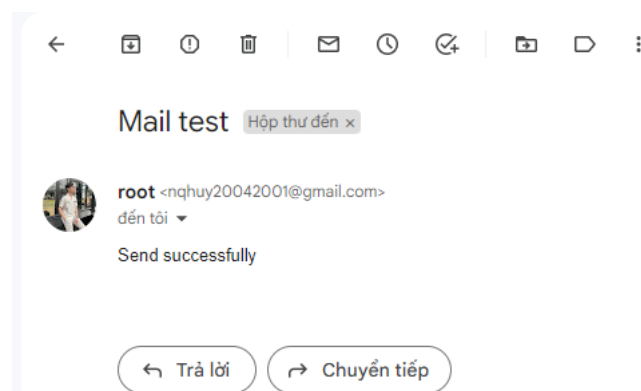 Mail test Hộp thư đến ×
root <nqhuy20042001@gmail.com>
đến tôi
Send successfully
Trả lời Chuyển tiếp